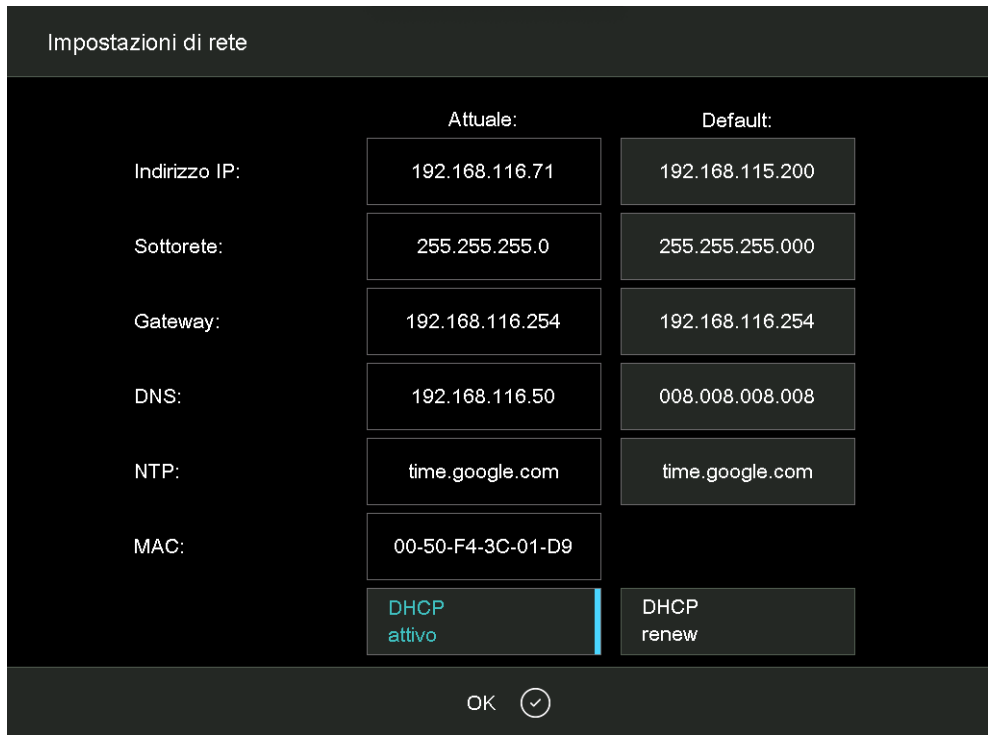 Impostazioni di rete
Attuale: Default:
Indirizzo IP: 192.168.116.71 192.168.115.200
Sottorete: 255.255.255.0 255.255.255.000
Gateway: 192.168.116.254 192.168.116.254
DNS: 192.168.116.50 008.008.008.008
NTP: time.google.com time.google.com
MAC: 00-50-F4-3C-01-D9
DHCP DHCP
attivo renew
OK